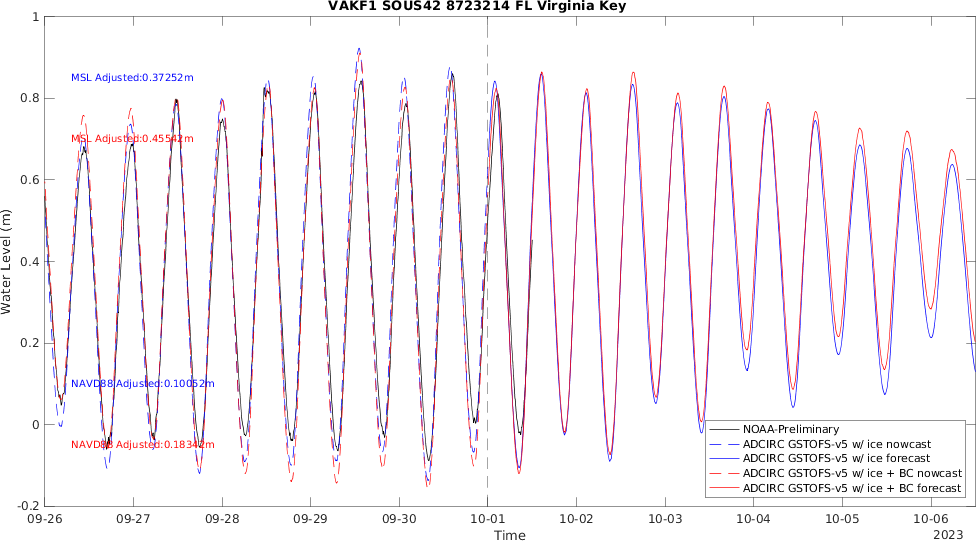 VAKF1 SOUS42 8723214 FL Virginia Key
MSL Adjusted:0.37252m
MSL Adjusted:0.45542m
NAVD88 Adjusted:0.10052m
NAVD88 Adjusted:0.18342m
Water Level (m)
1
0.8
0.6
0.4
0.2
0
-0.2
NOAA-Preliminary
ADCIRC GSTOFS-v5 w/ ice nowcast
ADCIRC GSTOFS-v5 w/ ice forecast
ADCIRC GSTOFS-v5 w/ ice + BC nowcast
ADCIRC GSTOFS-v5 w/ ice + BC forecast
09-26 09-27 09-28 09-29 09-30 10-01 10-02 10-03 10-04 10-05 10-06
Time
2023